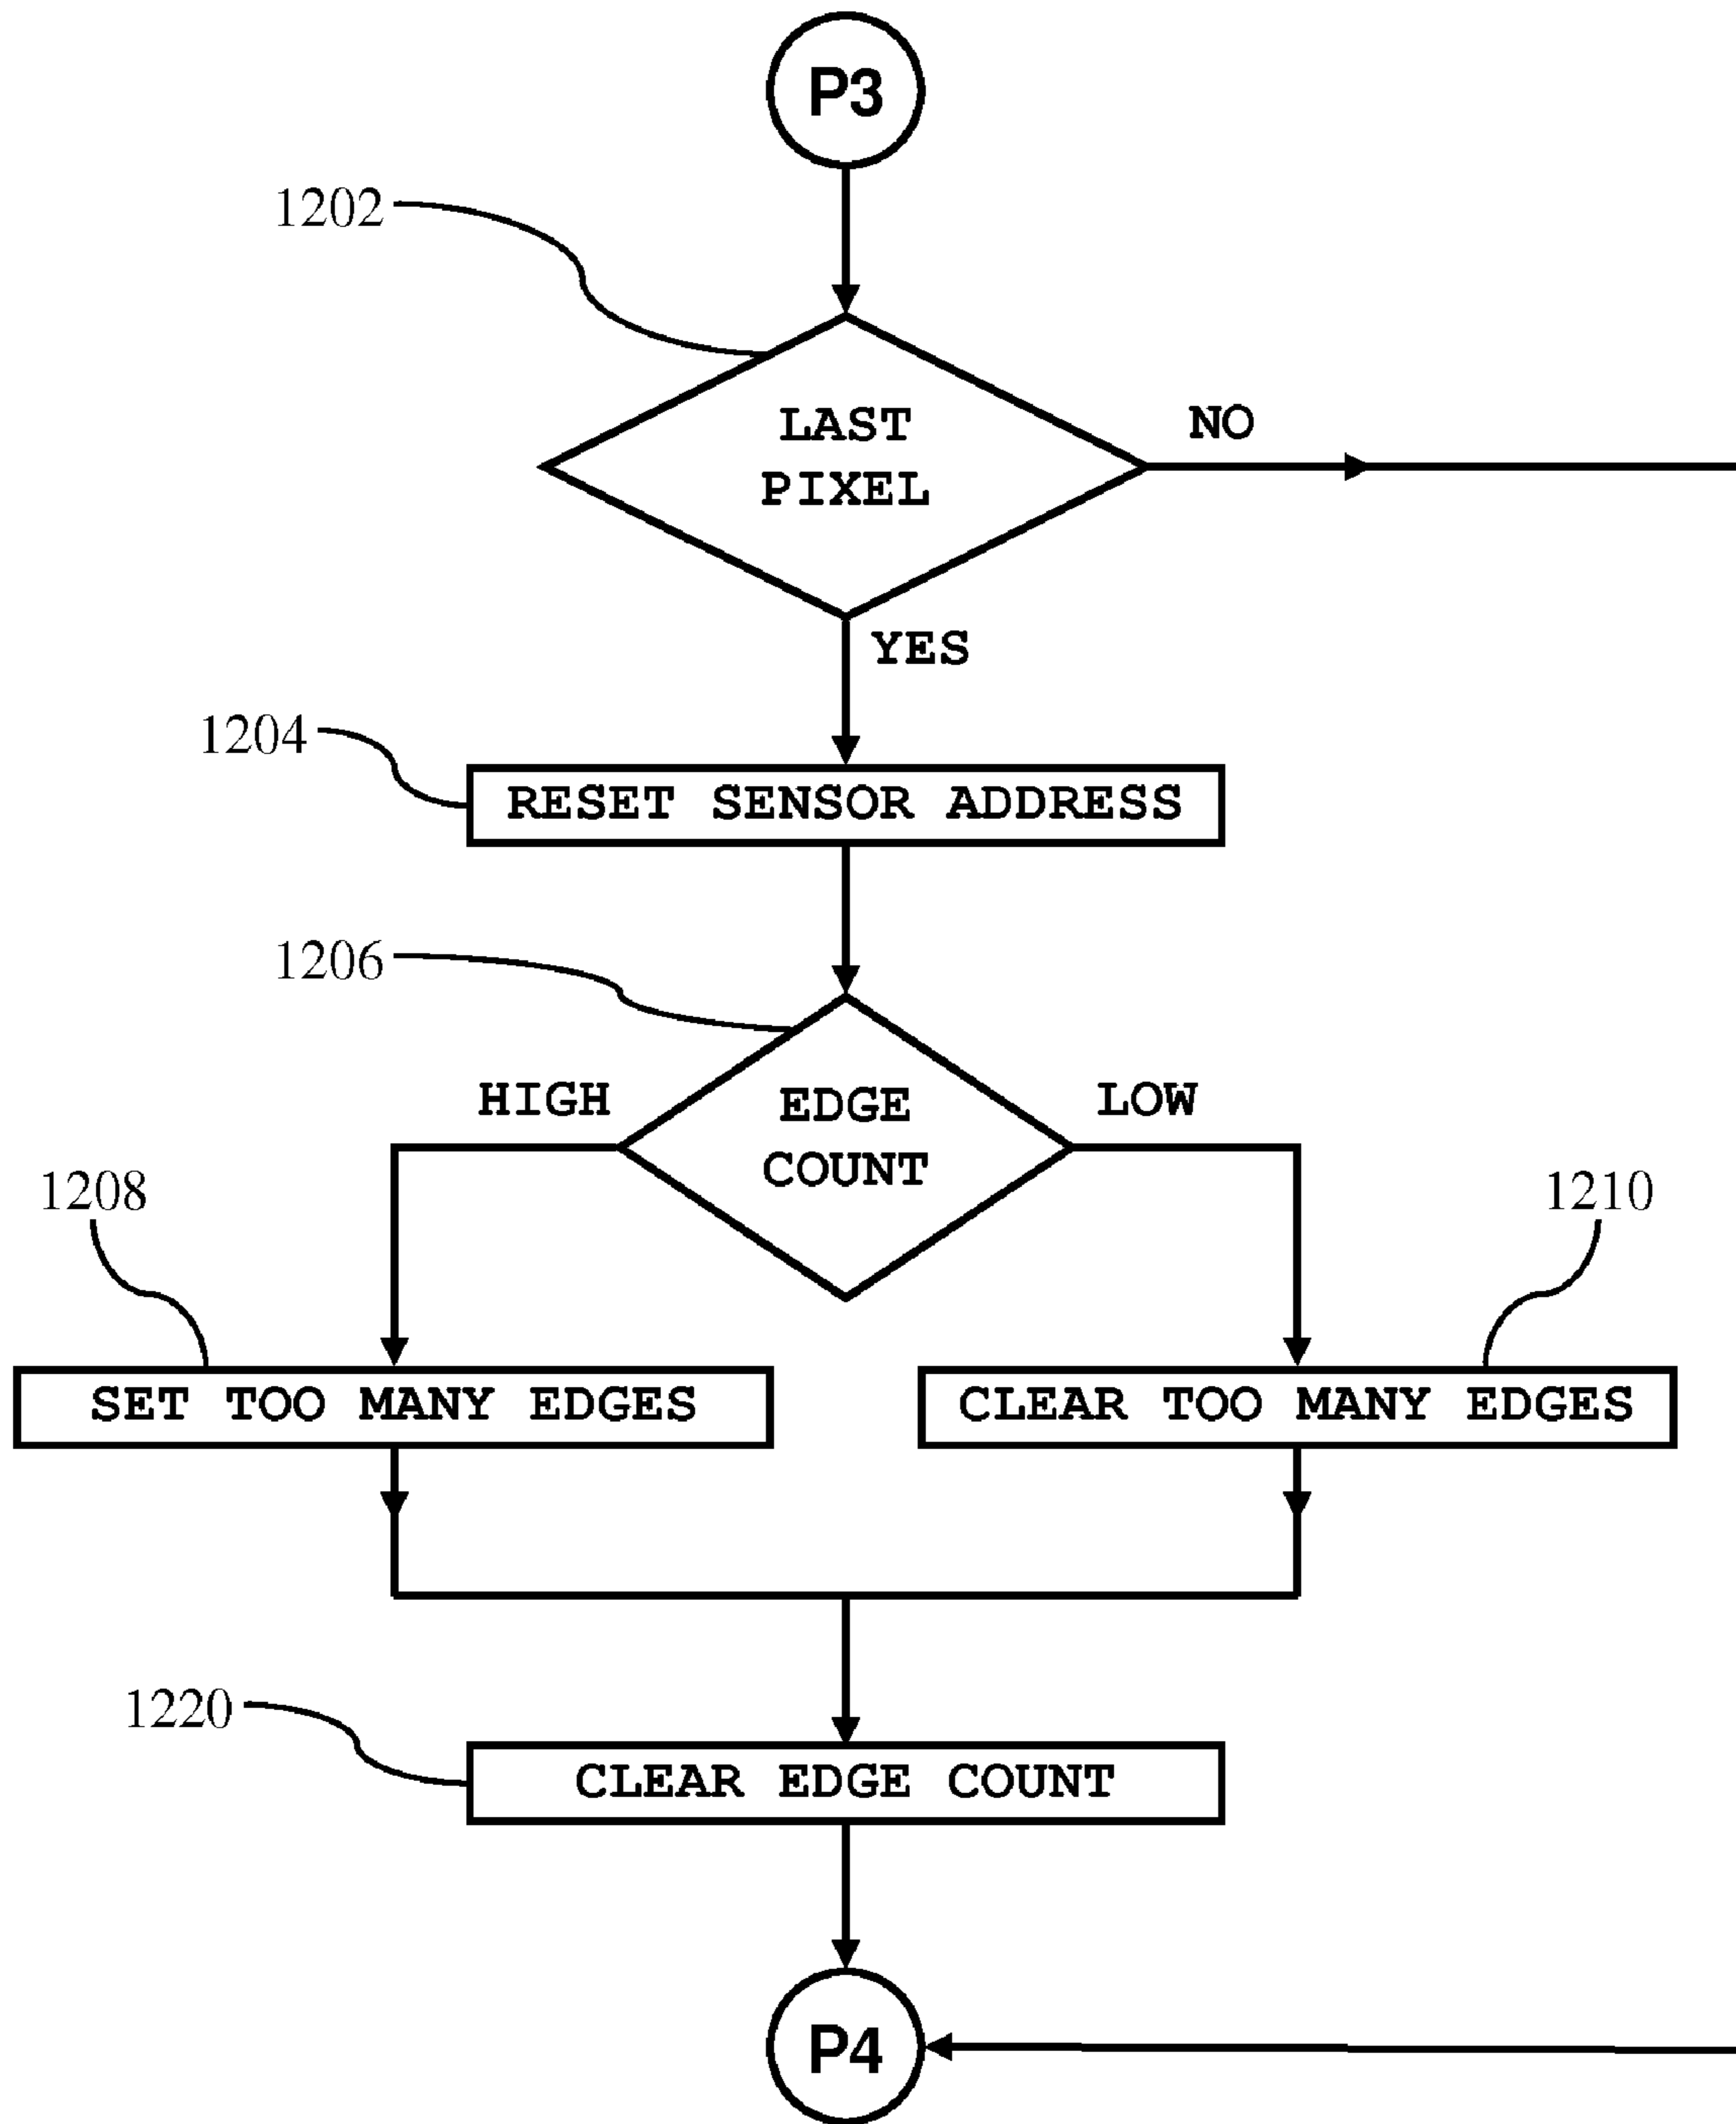 P3
1202
LAST
PIXEL
NO
YES
1204
RESET SENSOR ADDRESS
1206
HIGH
EDGE
COUNT
LOW
1208
1210
SET TOO MANY EDGES
CLEAR TOO MANY EDGES
1220
CLEAR EDGE COUNT
P4